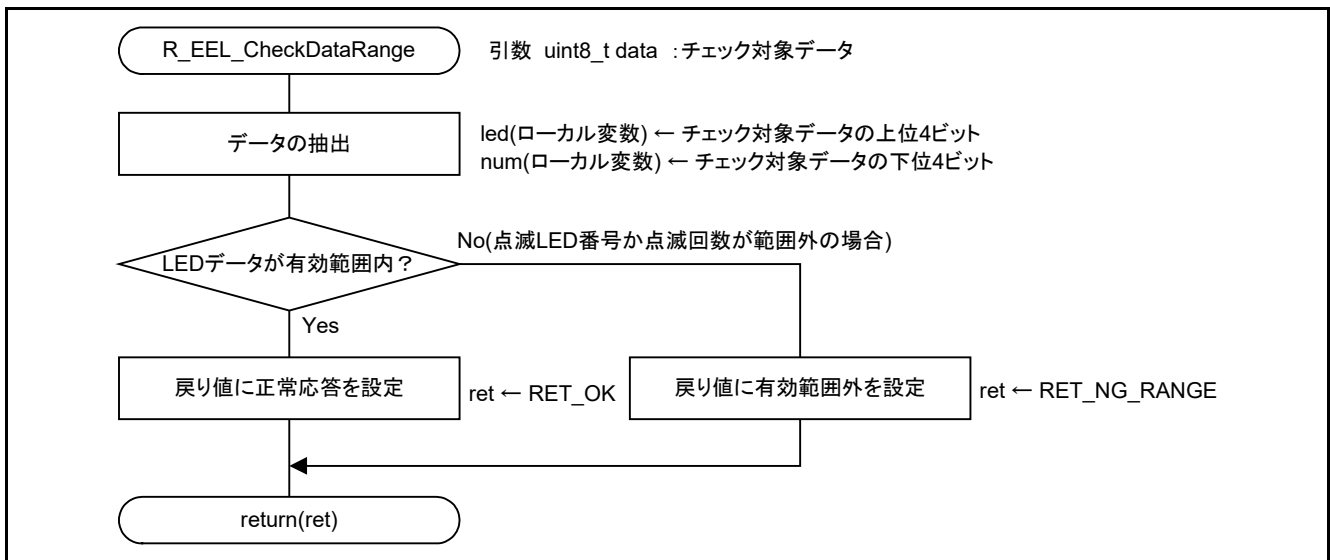 R_EEL_CheckDataRange
引数 uint8_t data ：チェック対象データ
データの抽出
led(ローカル変数) ← チェック対象データの上位4ビット
num(ローカル変数) ← チェック対象データの下位4ビット
No(点滅LED番号か点滅回数が範囲外の場合)
LEDデータが有効範囲内？
Yes
戻り値に正常応答を設定
ret ← RET_OK
戻り値に有効範囲外を設定
ret ← RET_NG_RANGE
return(ret)